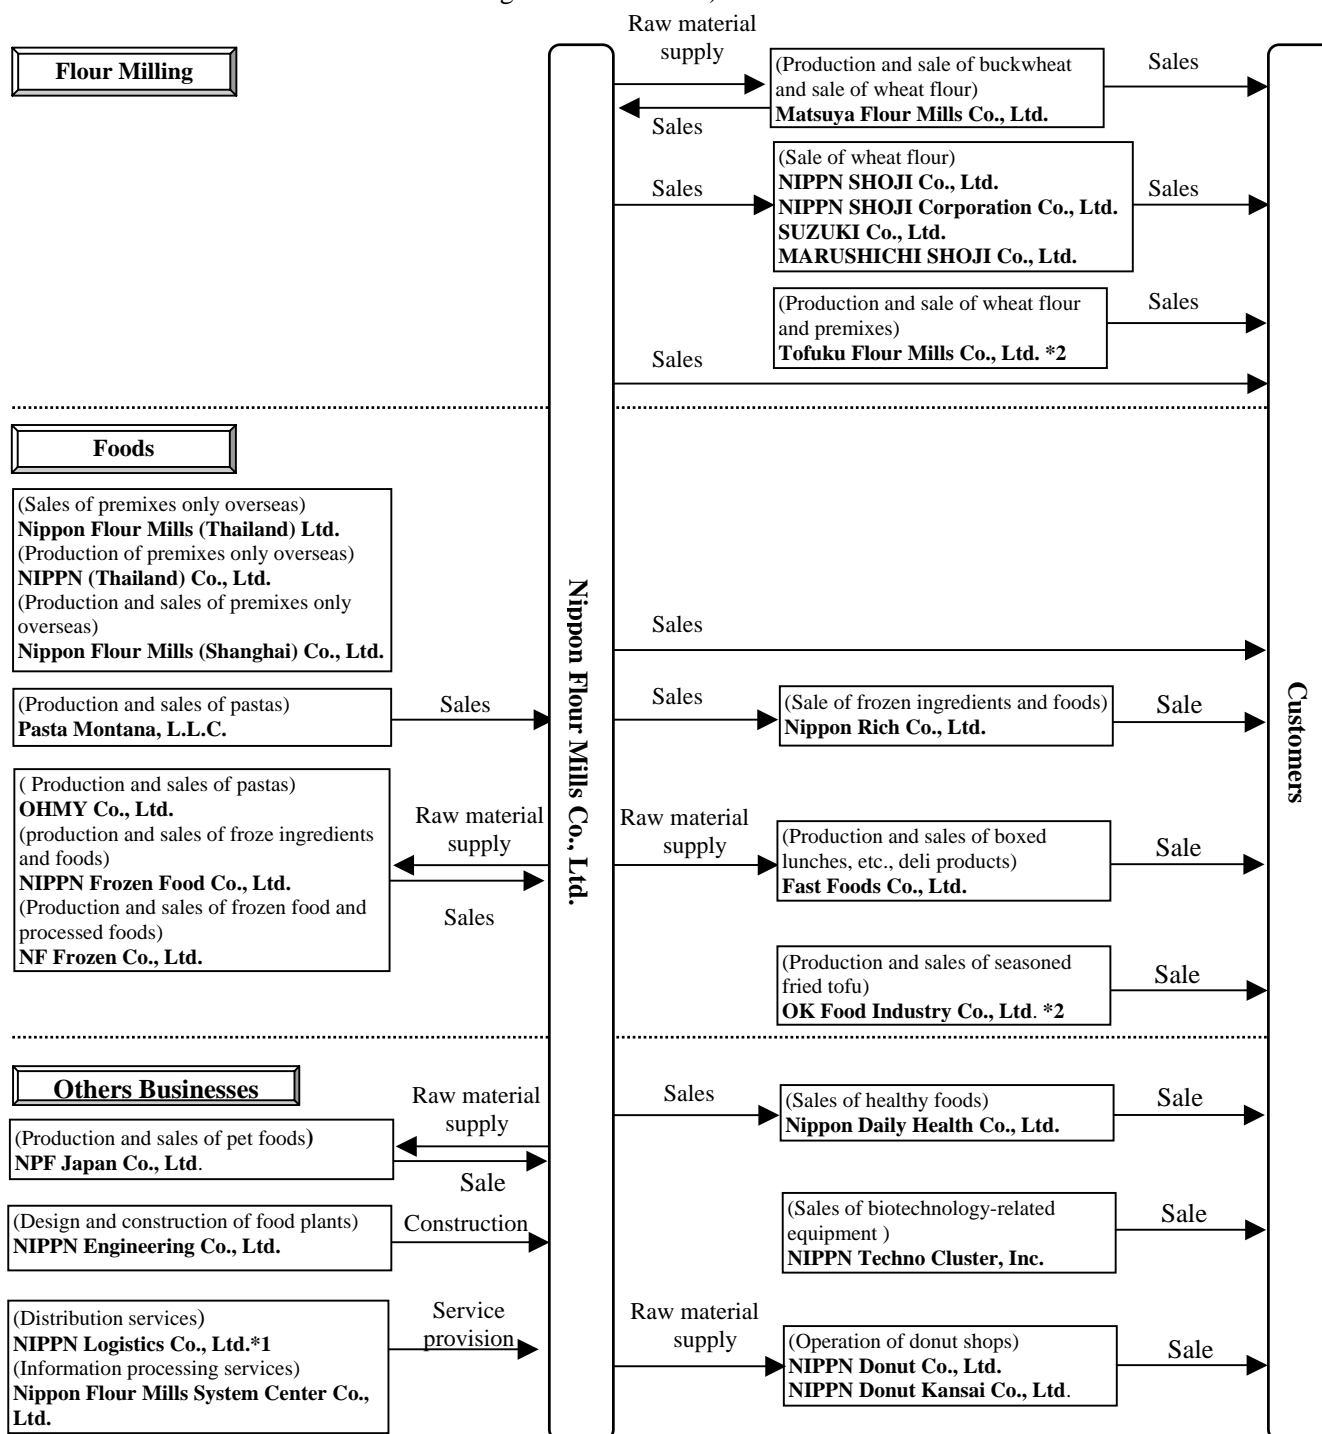 Raw material
supply
Flour Milling
(Production and sale of buckwheat
and sale of wheat flour)
Matsuya Flour Mills Co., Ltd.
Sales
Sales
(Sale of wheat flour)
NIPPN SHOJI Co., Ltd.
NIPPN SHOJI Corporation Co., Ltd.
SUZUKI Co., Ltd.
MARUSHICHI SHOJI Co., Ltd.
Sales
Sales
(Production and sale of wheat flour
and premixes)
Tofuku Flour Mills Co., Ltd. *2
Sales
Sales
Foods
(Sales of premixes only overseas)
Nippon Flour Mills (Thailand) Ltd.
(Production of premixes only overseas)
NIPPN (Thailand) Co., Ltd.
(Production and sales of premixes only
overseas)
Nippon Flour Mills (Shanghai) Co., Ltd.
Nippon Flour Mills Co., Ltd.
Customers
Sales
(Production and sales of pastas)
Pasta Montana, L.L.C.
Sales
Sales
(Sale of frozen ingredients and foods)
Nippon Rich Co., Ltd.
Sale
( Production and sales of pastas)
OHMY Co., Ltd.
(production and sales of froze ingredients
and foods)
NIPPN Frozen Food Co., Ltd.
(Production and sales of frozen food and
processed foods)
NF Frozen Co., Ltd.
Raw material
supply
Sales
Raw material
supply
(Production and sales of boxed
lunches, etc., deli products)
Fast Foods Co., Ltd.
Sale
(Production and sales of seasoned
fried tofu)
OK Food Industry Co., Ltd. *2
Sale
Others Businesses
(Production and sales of pet foods)
NPF Japan Co., Ltd.
Raw material
supply
Sale
Sales
(Sales of healthy foods)
Nippon Daily Health Co., Ltd.
Sale
(Design and construction of food plants)
NIPPN Engineering Co., Ltd.
Construction
(Sales of biotechnology-related
equipment )
NIPPN Techno Cluster, Inc.
Sale
(Distribution services)
NIPPN Logistics Co., Ltd.*1
(Information processing services)
Nippon Flour Mills System Center Co.,
Ltd.
Service
provision
Raw material
supply
(Operation of donut shops)
NIPPN Donut Co., Ltd.
NIPPN Donut Kansai Co., Ltd.
Sale